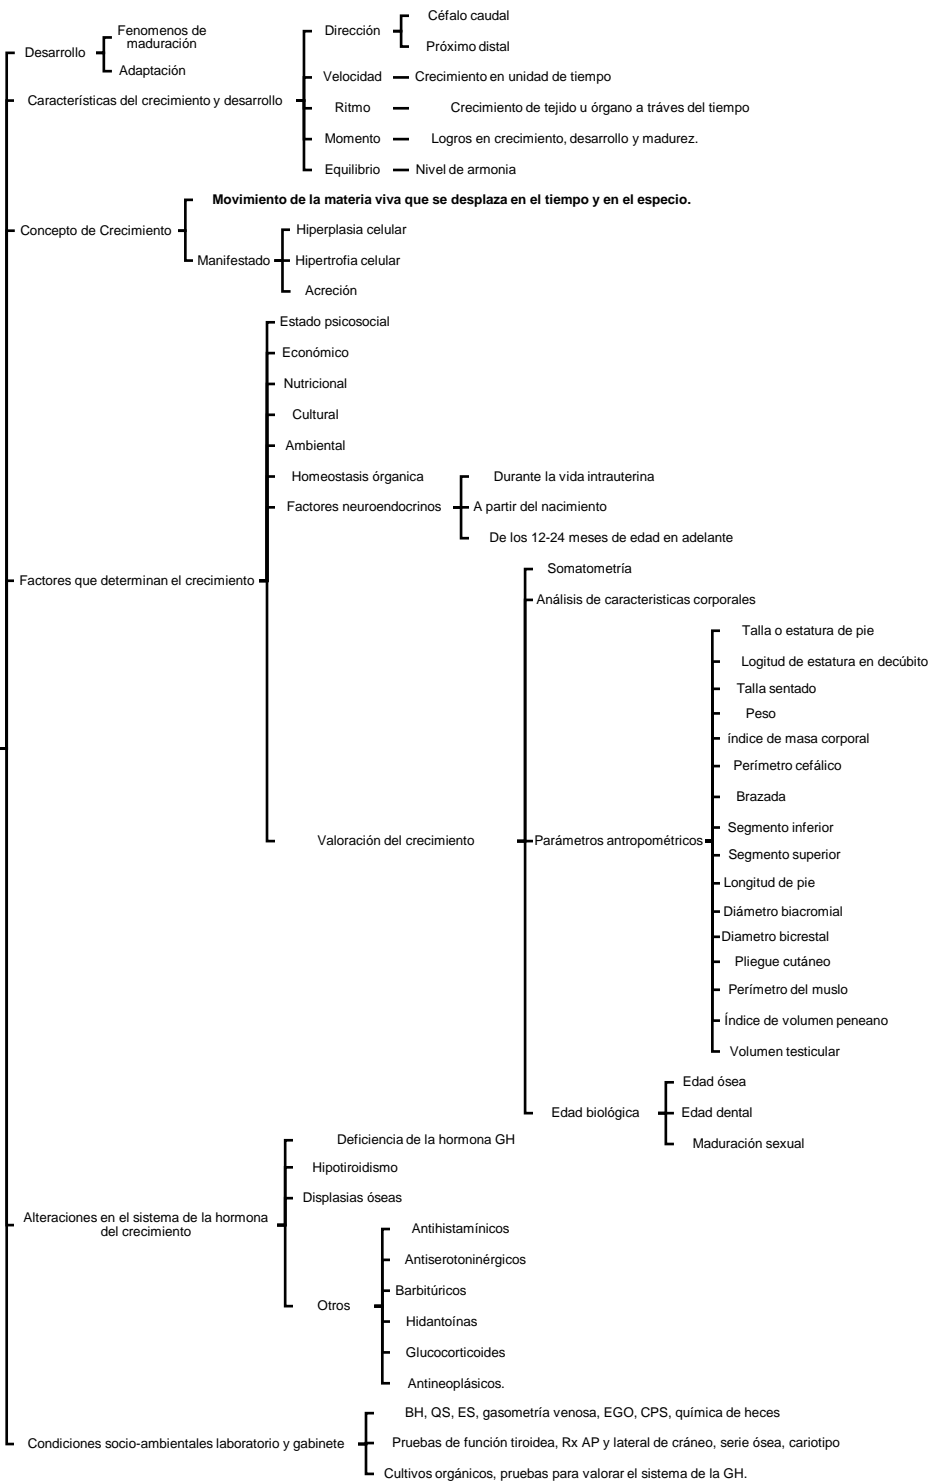 Desarrollo
Fenomenos de
maduración
Adaptación
Características del crecimiento y desarrollo
Dirección
Céfalo caudal
Próximo distal
Velocidad
Crecimiento en unidad de tiempo
Ritmo
Crecimiento de tejido u órgano a tráves del tiempo
Momento
Logros en crecimiento, desarrollo y madurez.
Equilibrio
Nivel de armonia
Concepto de Crecimiento
Movimiento de la materia viva que se desplaza en el tiempo y en el especio.
Manifestado
Hiperplasia celular
Hipertrofia celular
Acreción
Factores que determinan el crecimiento
Estado psicosocial
Económico
Nutricional
Cultural
Ambiental
Homeostasis órganica
Factores neuroendocrinos
Durante la vida intrauterina
A partir del nacimiento
De los 12-24 meses de edad en adelante
Valoración del crecimiento
Somatometría
Análisis de caracteristicas corporales
Parámetros antropométricos
Talla o estatura de pie
Logitud de estatura en decúbito
Talla sentado
Peso
índice de masa corporal
Perímetro cefálico
Brazada
Segmento inferior
Segmento superior
Longitud de pie
Diámetro biacromial
Diametro bicrestal
Pliegue cutáneo
Perímetro del muslo
Índice de volumen peneano
Volumen testicular
Edad biológica
Edad ósea
Edad dental
Maduración sexual
Alteraciones en el sistema de la hormona
del crecimiento
Deficiencia de la hormona GH
Hipotiroidismo
Displasias óseas
Otros
Antihistamínicos
Antiserotoninérgicos
Barbitúricos
Hidantoínas
Glucocorticoides
Antineoplásicos.
Condiciones socio-ambientales laboratorio y gabinete
BH, QS, ES, gasometría venosa, EGO, CPS, química de heces
Pruebas de función tiroidea, Rx AP y lateral de cráneo, serie ósea, cariotipo
Cultivos orgánicos, pruebas para valorar el sistema de la GH.